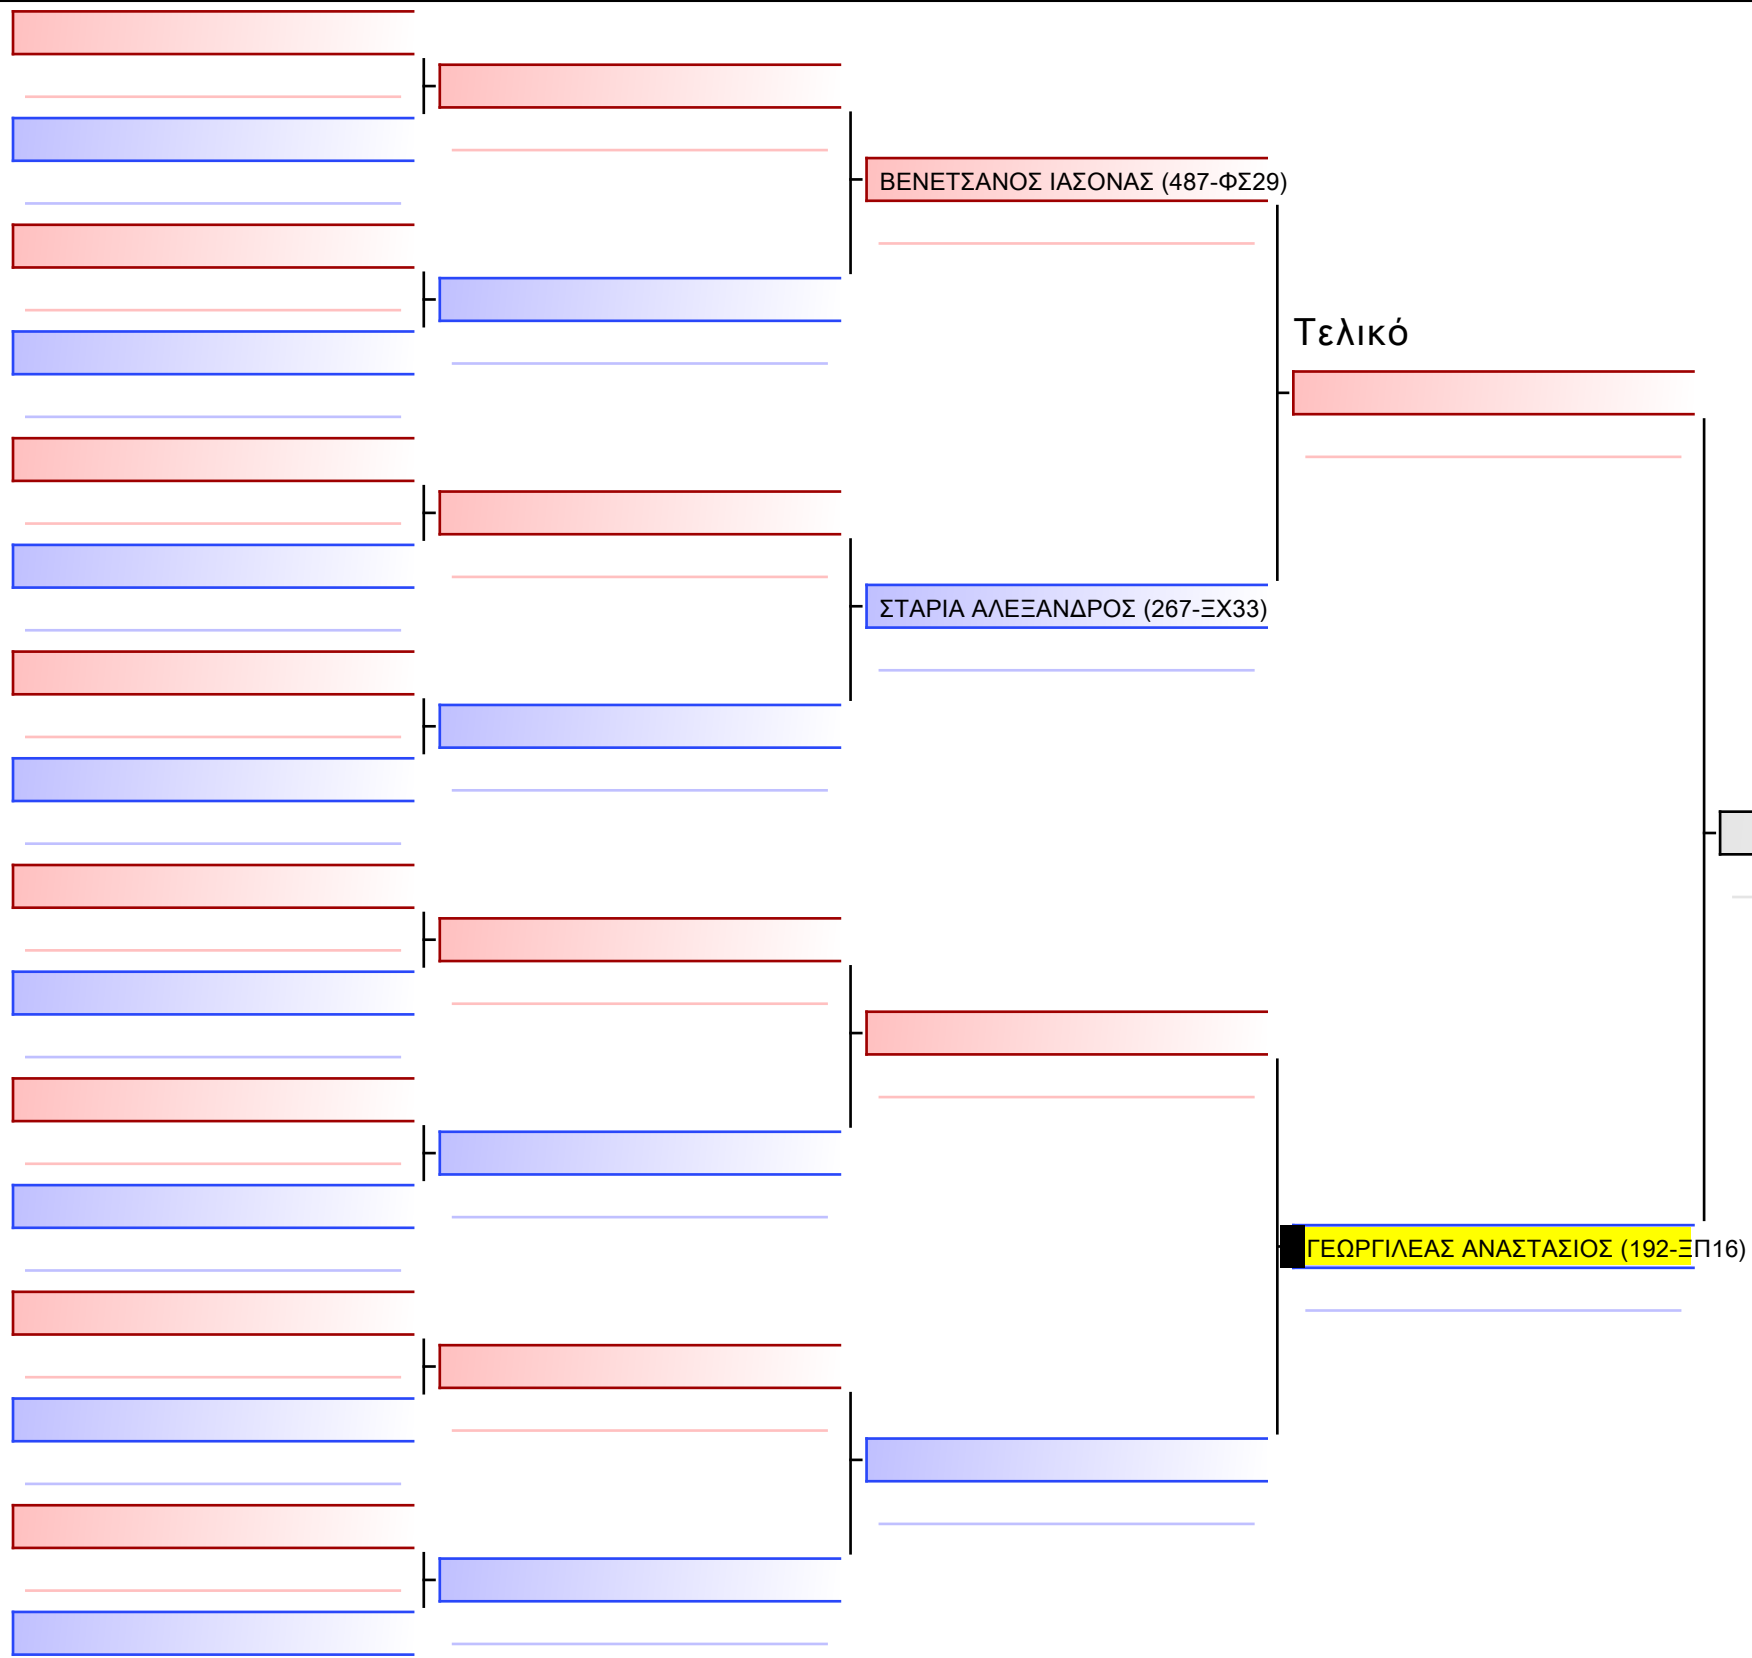 ΒΕΝΕΤΣΑΝΟΣ ΙΑΣΟΝΑΣ (487-ΦΣ29)
Τελικό
ΣΤΑΡΙΑ ΑΛΕΞΑΝΔΡΟΣ (267-ΞΧ33)
ΓΕΩΡΓΙΛΕΑΣ ΑΝΑΣΤΑΣΙΟΣ (192-ΞΠ16)